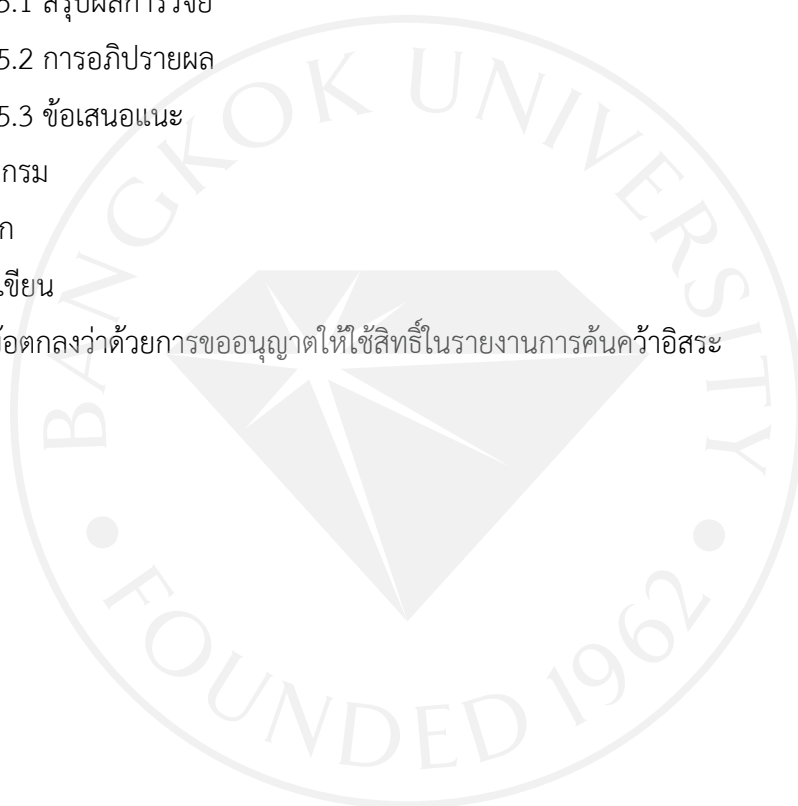 5.1 สรุปผลการวิจัย
5.2 การอภิปรายผล
5.3 ข้อเสนอแนะ
กรม
ก
เขียน
้อตกลงว่าด้วยการขออนุญาตให้ใช้สิทธิ์ในรายงานการค้นคว้าอิสระ
BANGKOK UNIVERSITY
• FOUNDED 1962 •